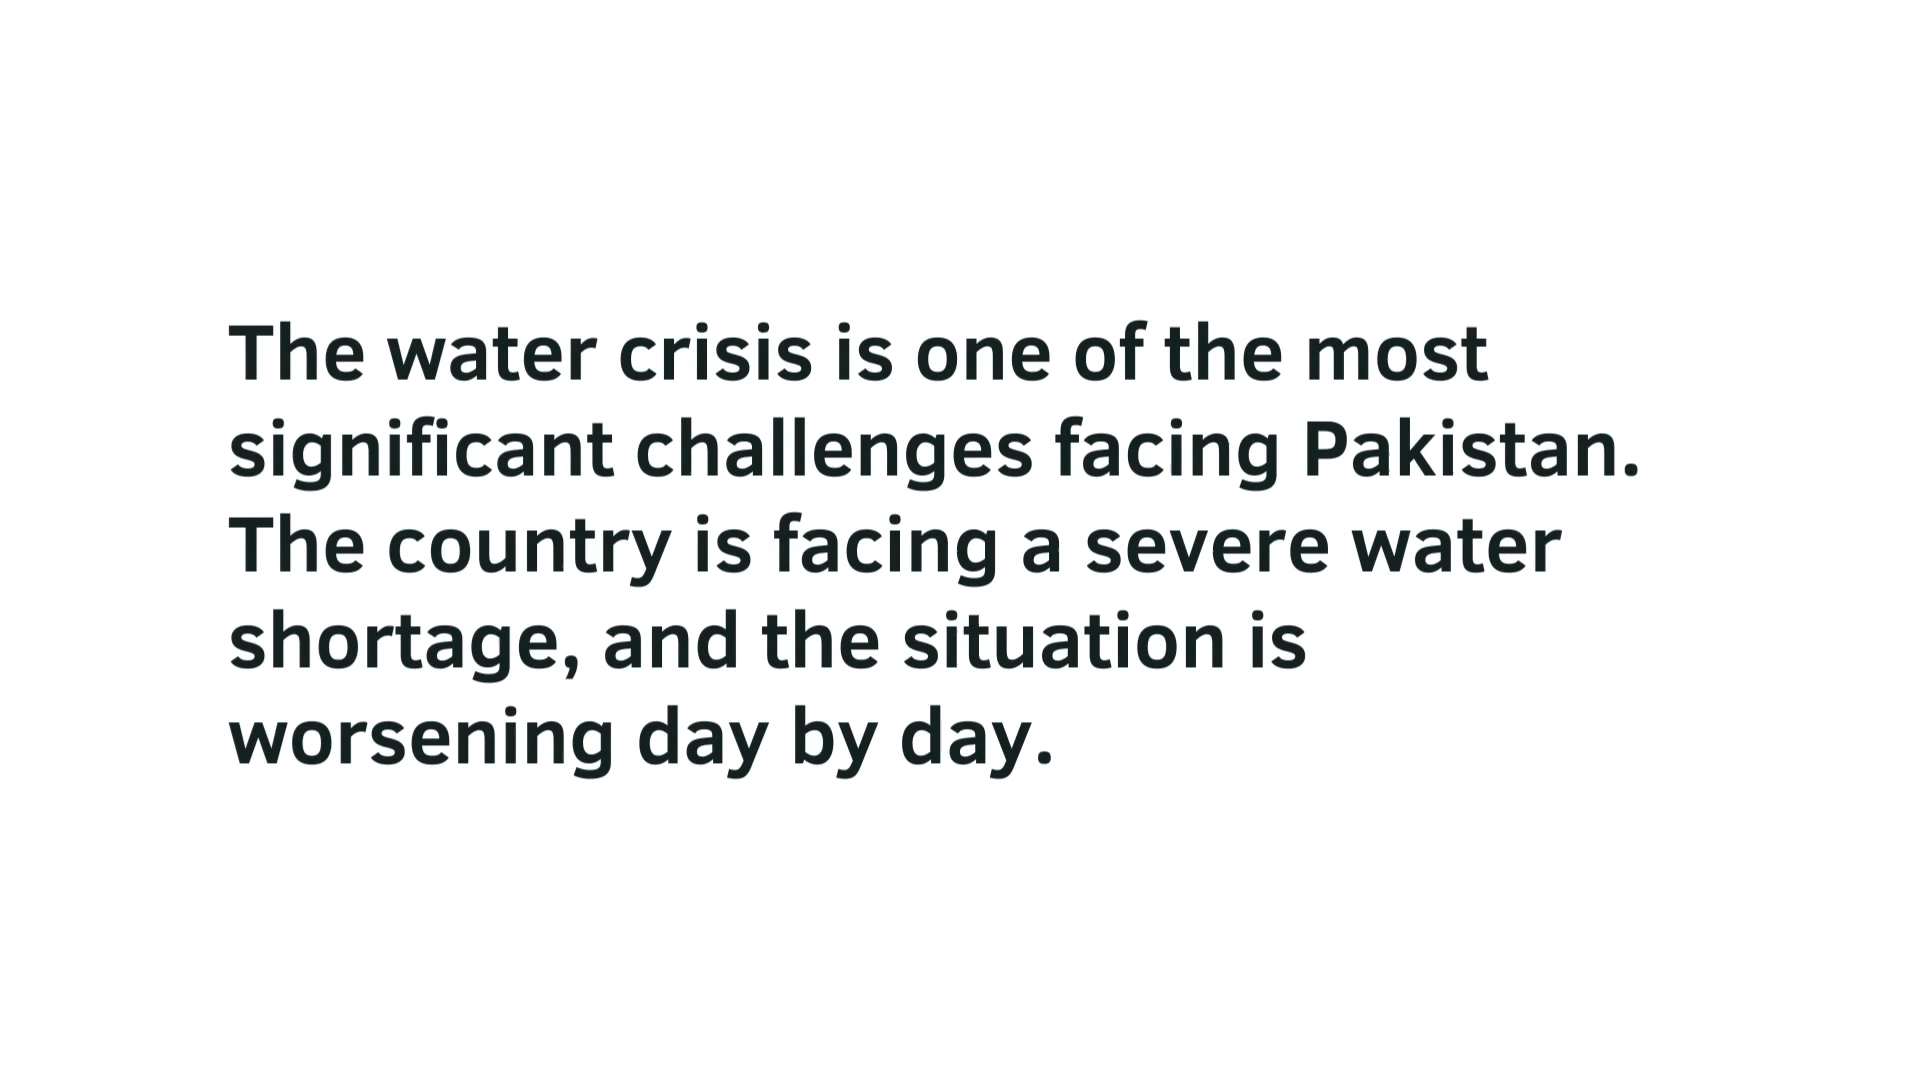 The water crisis is one of the most
significant challenges facing Pakistan.
The country is facing a severe water
shortage, and the situation is
worsening day by day.